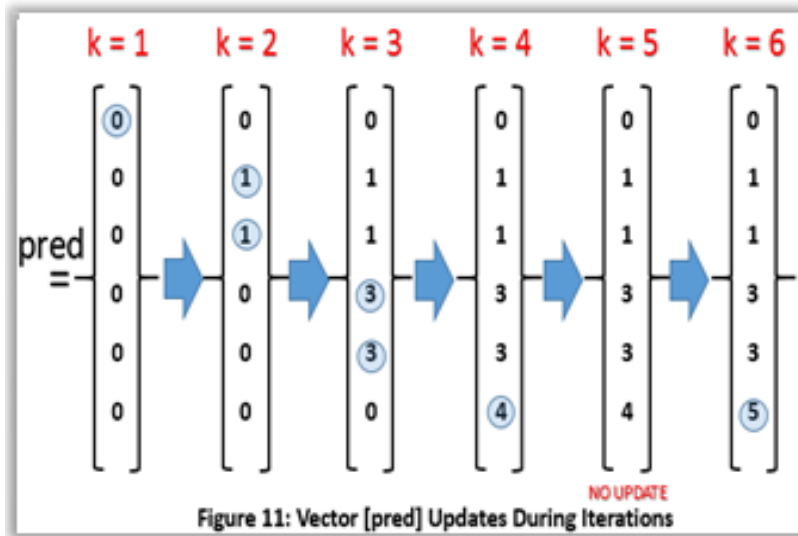 k = 1 k = 2 k = 3 k = 4 k = 5 k = 6
0 0 0 0 0 0
0 1 1 1 1 1
0 1 1 1 1 1
pred
=
0 0 3 3 3 3
0 0 3 3 3 3
0 0 0 4 4 5
NO UPDATE
Figure 11: Vector [pred] Updates During Iterations